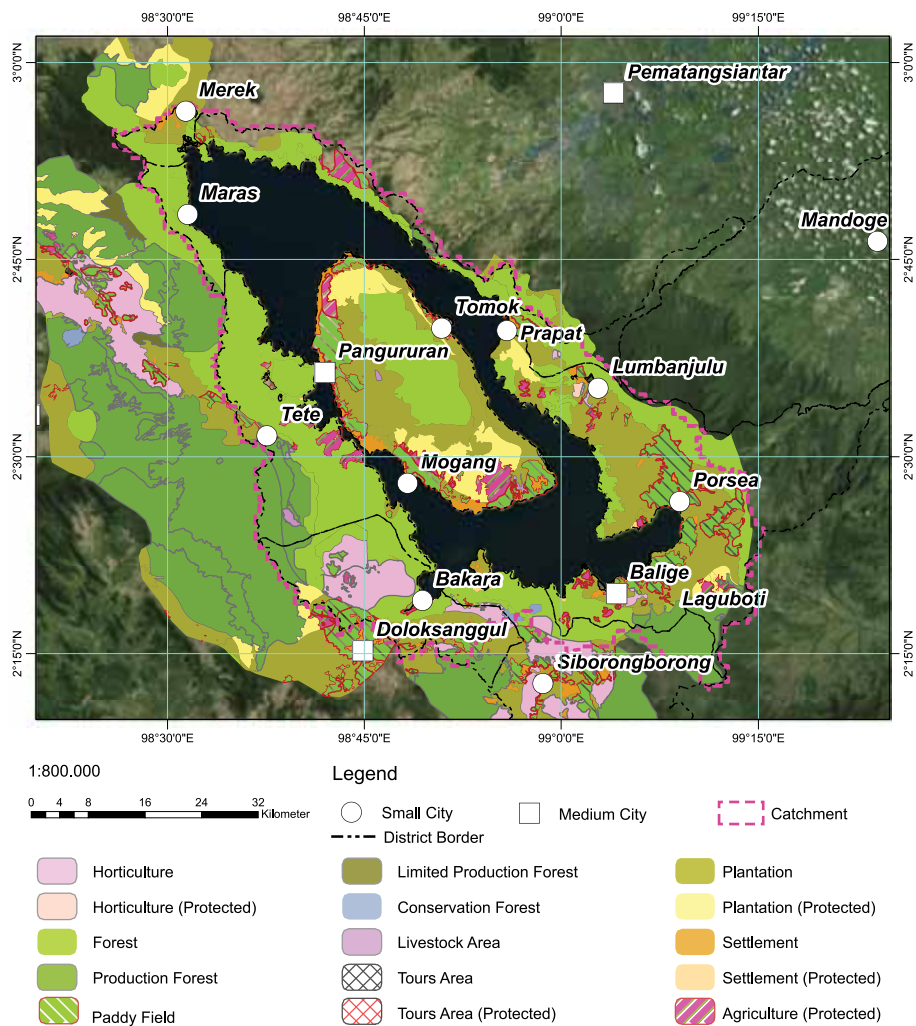 98°30'0"E 98°45'0"E 99°0'0"E 99°15'0"E
3°0'0"N
Pematangsiantar
Merek
Maras
Mandoge
2°45'0"N
Tomok
Prapat
Pangururan
Lumbanjulu
Tete
2°30'0"N
Mogang
Porsea
Balige
Bakara
Laguboti
Doloksanggul
2°15'0"N
Siborongborong
98°30'0"E 98°45'0"E 99°0'0"E 99°15'0"E
1:800.000
0 4 8 16 24 32
Kilometer
Legend
Small City
Medium City
Catchment
District Border
Horticulture
Limited Production Forest
Plantation
Horticulture (Protected)
Conservation Forest
Plantation (Protected)
Forest
Livestock Area
Settlement
Production Forest
Tours Area
Settlement (Protected)
Paddy Field
Tours Area (Protected)
Agriculture (Protected)